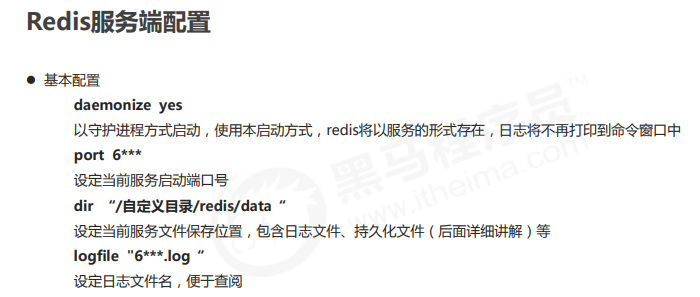 Redis服务端配置
● 基本配置
daemonize yes
以守护进程方式启动，使用本启动方式，redis将以服务的形式存在，日志将不再打印到命令窗口中
port 6***
设定当前服务启动端口号
dir “/自定义目录/redis/data “
设定当前服务文件保存位置，包含日志文件、持久化文件（后面详细讲解）等
logfile "6***.log “
设定日志文件名，便于查阅
黑马程序员™
www.itheima.com